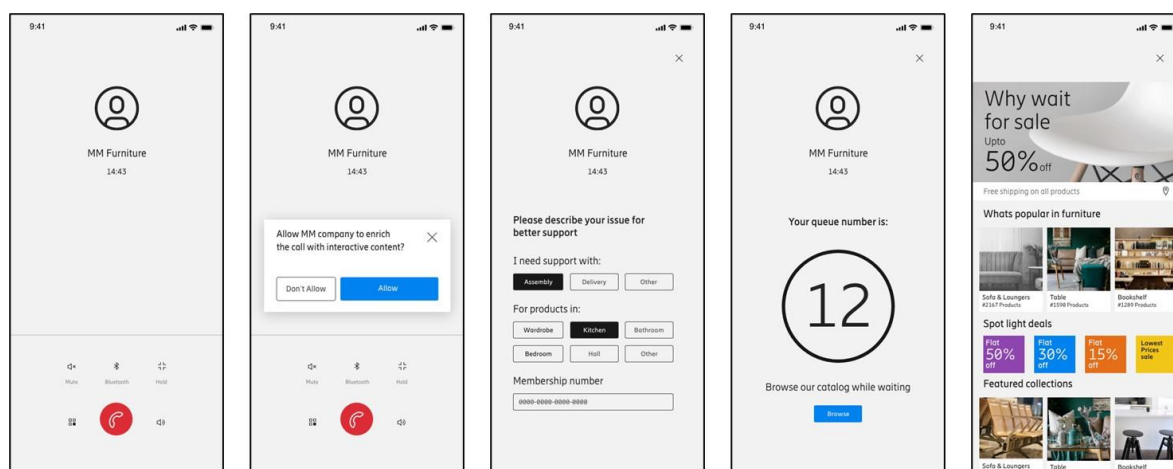 9:41
MM Furniture
14:43
Mute
Bluetooth
Hold
9:41
MM Furniture
14:43
Allow MM company to enrich
the call with interactive content?
Don't Allow
Allow
Mute
Bluetooth
Hold
9:41
MM Furniture
14:43
Please describe your issue for
better support
I need support with:
Assembly
Delivery
Other
For products in:
Wardrobe
Kitchen
Bathroom
Bedroom
Hall
Other
Membership number
0000-0000-0000-0000
9:41
MM Furniture
14:43
Your queue number is:
12
Browse our catalog while waiting
Browse
9:41
Why wait
for sale
Upto
50% off
Free shipping on all products
Whats popular in furniture
Sofa & Loungers
#2167 Products
Table
#1598 Products
Bookshelf
#1289 Products
Spot light deals
Flat
50%
off
Flat
30%
off
Flat
15%
off
Lowest
Prices
sale
Featured collections
Sofa & Loungers
Table
Bookshelf